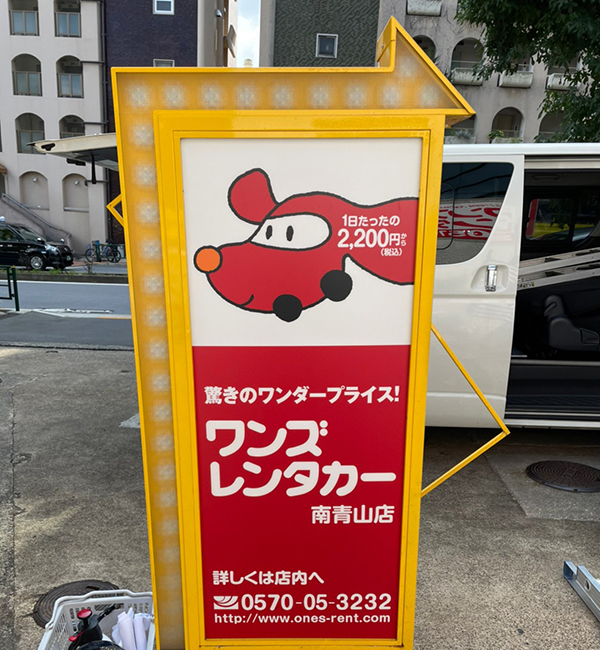 1日たったの
2,200円から
(税込)
驚きのワンダープライス!
ワンズ
レンタカー
南青山店
詳しくは店内へ
0570-05-3232
http://www.ones-rent.com